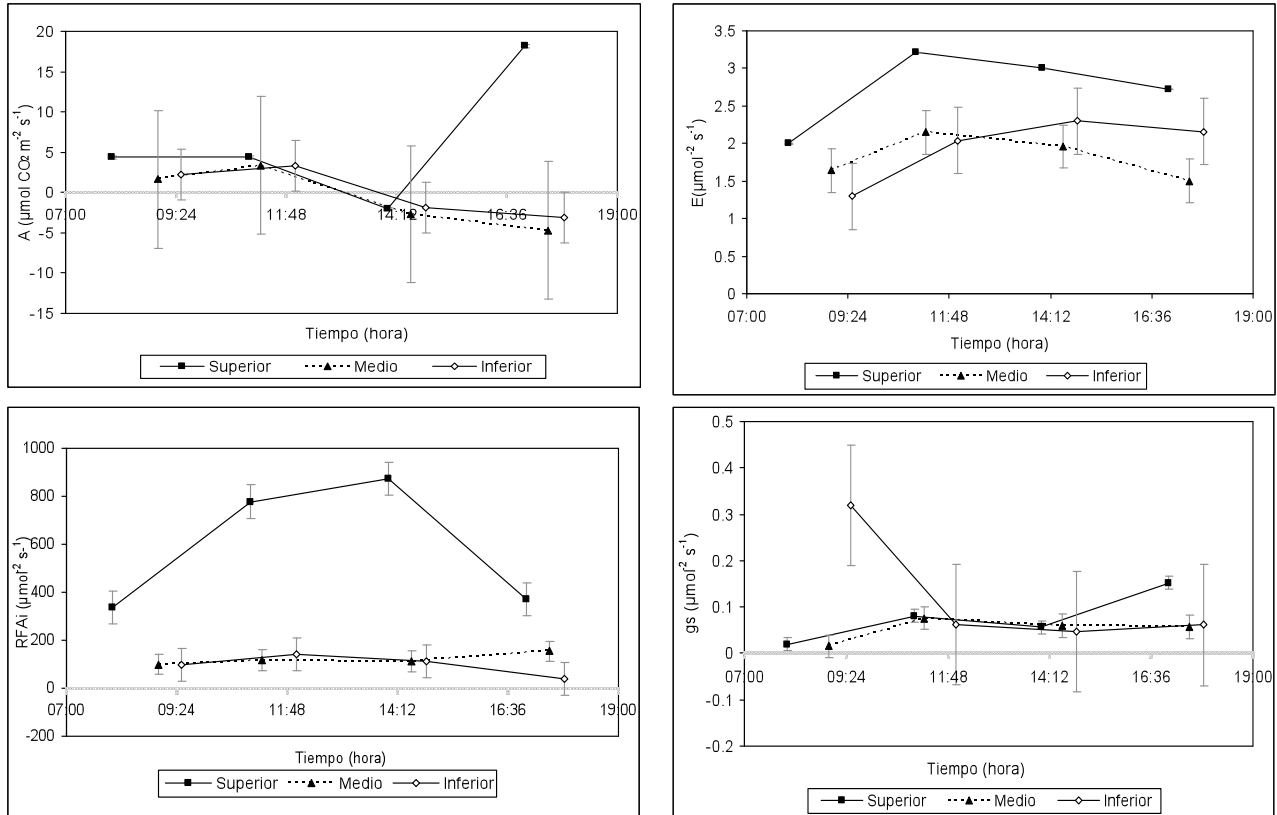 20
15
10
5
0
-5
-10
-15
A (µmol CO2 m-2 s-1)
07:00 09:24 11:48 14:12 16:36 19:00
Tiempo (hora)
Superior Medio Inferior
3.5
3
2.5
2
1.5
1
0.5
0
E(µmol-2 s-1)
07:00 09:24 11:48 14:12 16:36 19:00
Tiempo (hora)
Superior Medio Inferior
1000
800
600
400
200
0
-200
RFAi (µmol-2 s-1)
07:00 09:24 11:48 14:12 16:36 19:00
Tiempo (hora)
Superior Medio Inferior
0.5
0.4
0.3
0.2
0.1
0
-0.1
-0.2
gs (µmol-2 s-1)
07:00 09:24 11:48 14:12 16:36 19:00
Tiempo (hora)
Superior Medio Inferior